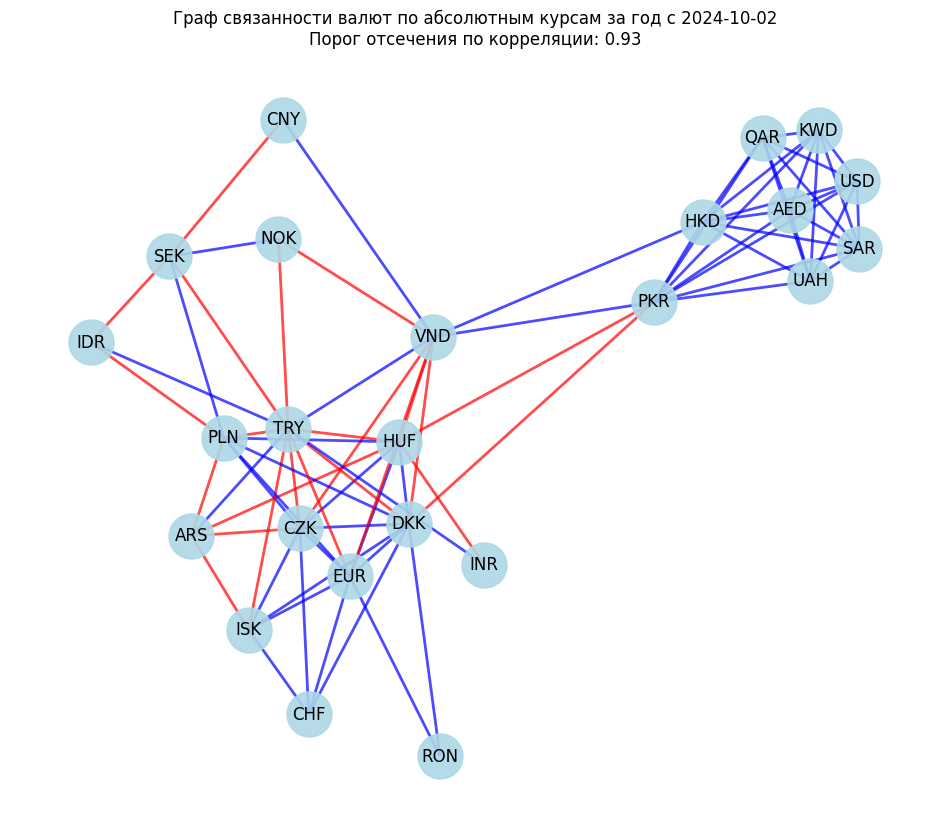 Граф связанности валют по абсолютным курсам за год с 2024-10-02
Порог отсечения по корреляции: 0.93
CNY
QAR
KWD
USD
AED
HKD
NOK
SEK
SAR
UAH
PKR
VND
IDR
TRY
PLN
HUF
DKK
CZK
ARS
INR
EUR
ISK
CHF
RON